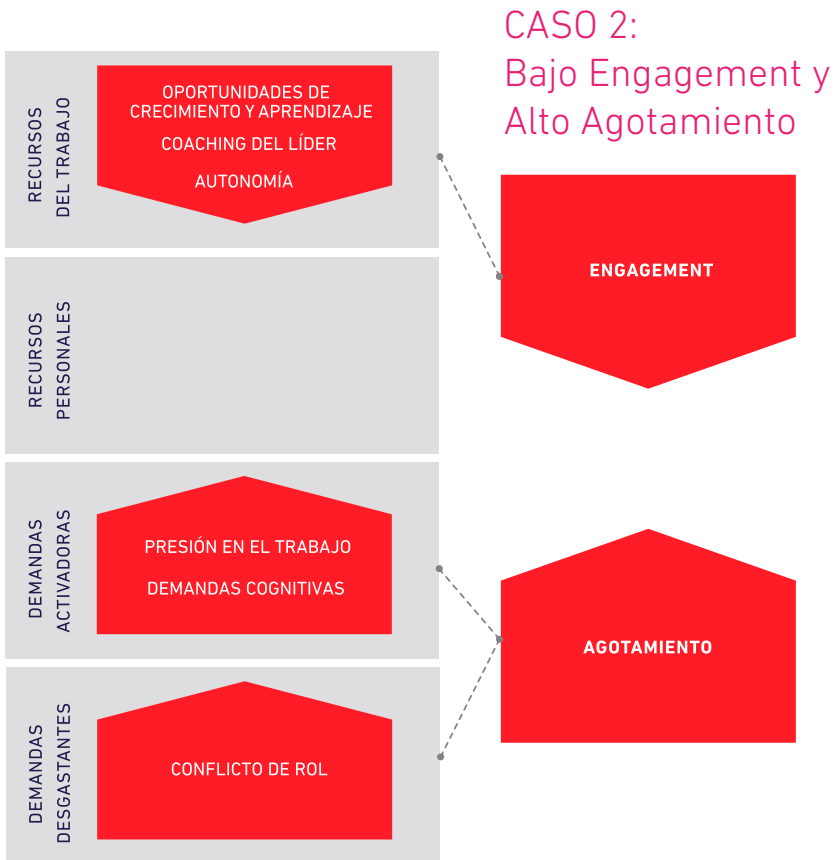 CASO 2:
Bajo Engagement y
Alto Agotamiento
RECURSOS
DEL TRABAJO
OPORTUNIDADES DE
CRECIMIENTO Y APRENDIZAJE
COACHING DEL LÍDER
AUTONOMÍA
ENGAGEMENT
RECURSOS
PERSONALES
DEMANDAS
ACTIVADORAS
PRESIÓN EN EL TRABAJO
DEMANDAS COGNITIVAS
AGOTAMIENTO
DEMANDAS
DESGASTANTES
CONFLICTO DE ROL